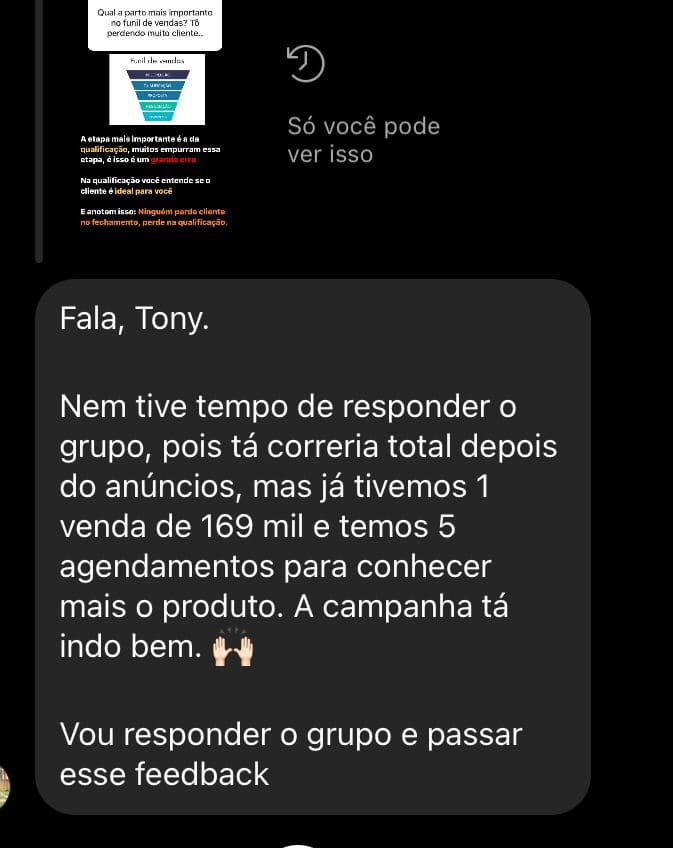 Qual a parte mais importante
no funil de vendas? Tô
perdendo muito cliente...
Funil de vendas
QUALIFICAÇÃO
PROPOSTA
NEGOCIAÇÃO
A etapa mais importante é a da
qualificação, muitos empurram essa
etapa, é isso é um grande erro
Na qualificação você entende se o
cliente é ideal para você
E anotem isso: Ninguém perde cliente
no fechamento, perde na qualificação.
Só você pode
ver isso
Fala, Tony.
Nem tive tempo de responder o
grupo, pois tá correria total depois
do anúncios, mas já tivemos 1
venda de 169 mil e temos 5
agendamentos para conhecer
mais o produto. A campanha tá
indo bem. 🙌🏻
Vou responder o grupo e passar
esse feedback